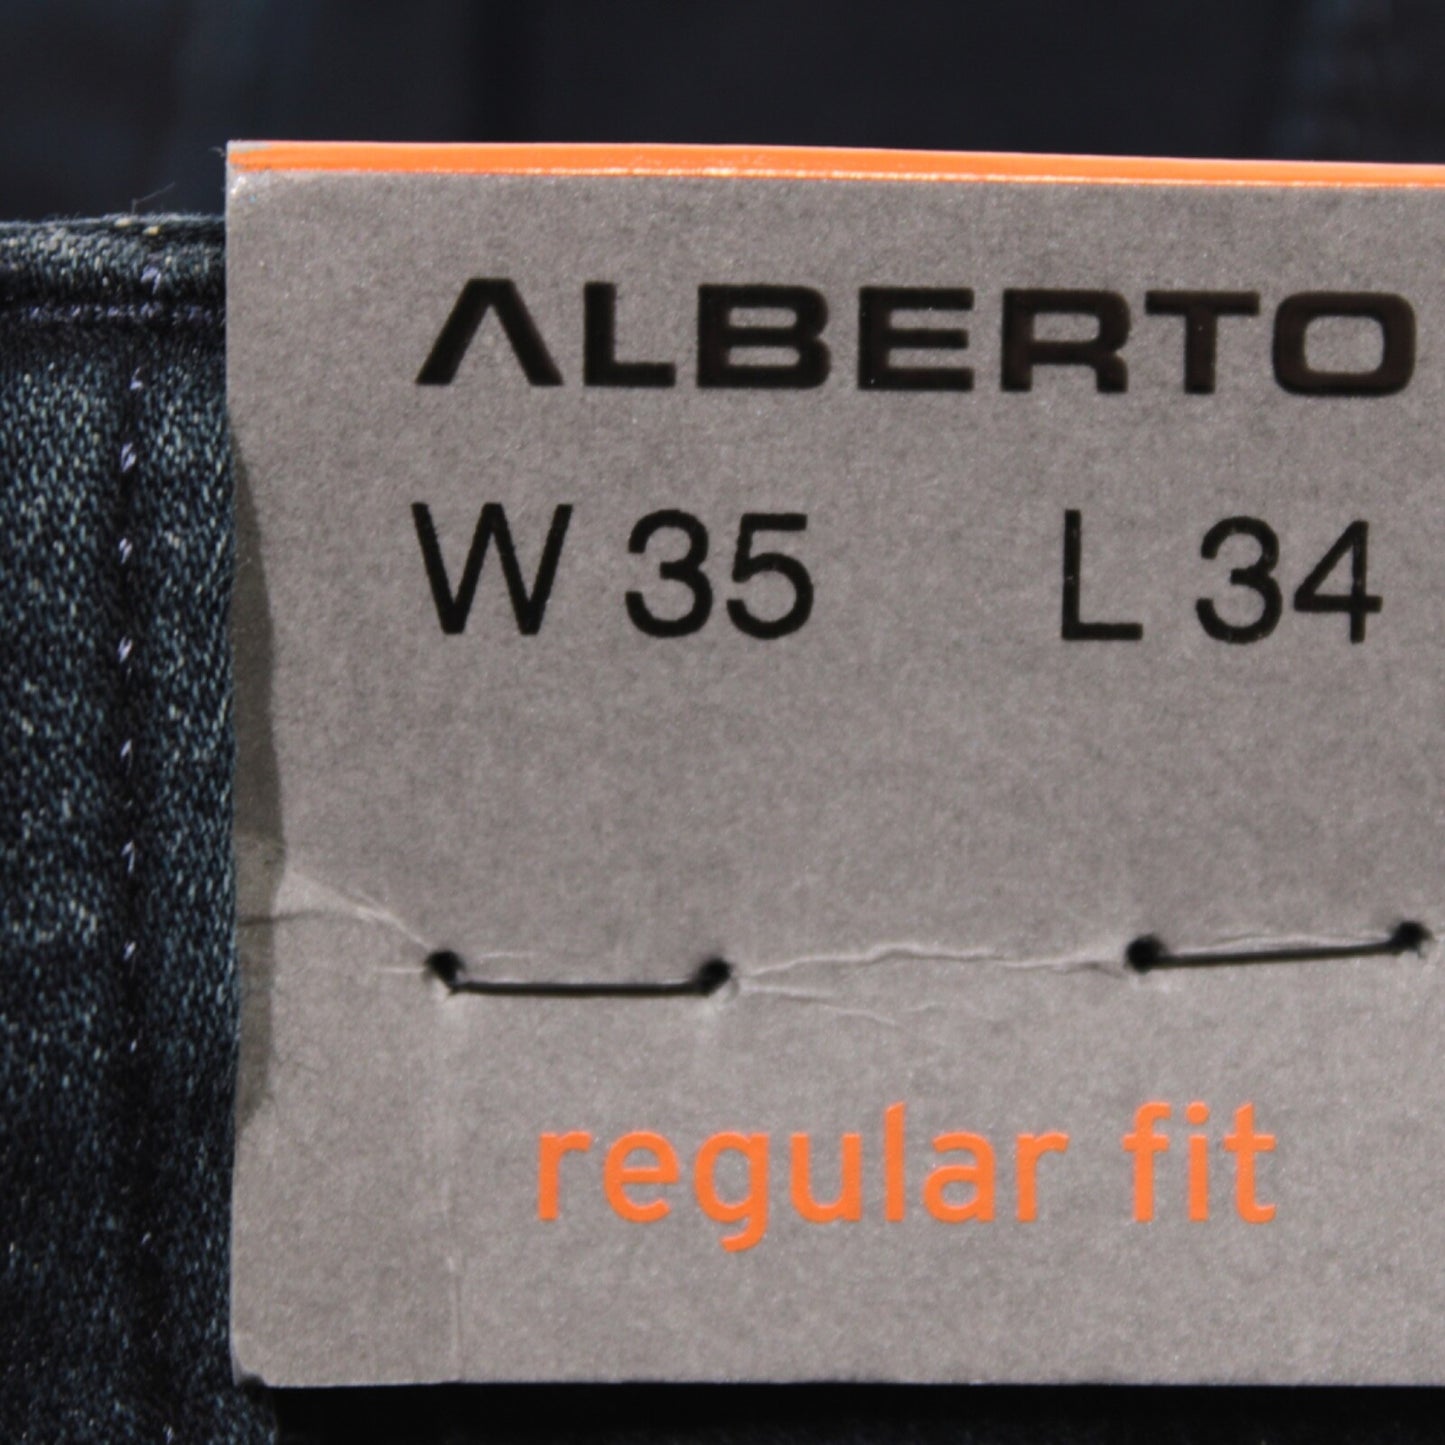 ALBERTO
W 35 L 34
regular fit